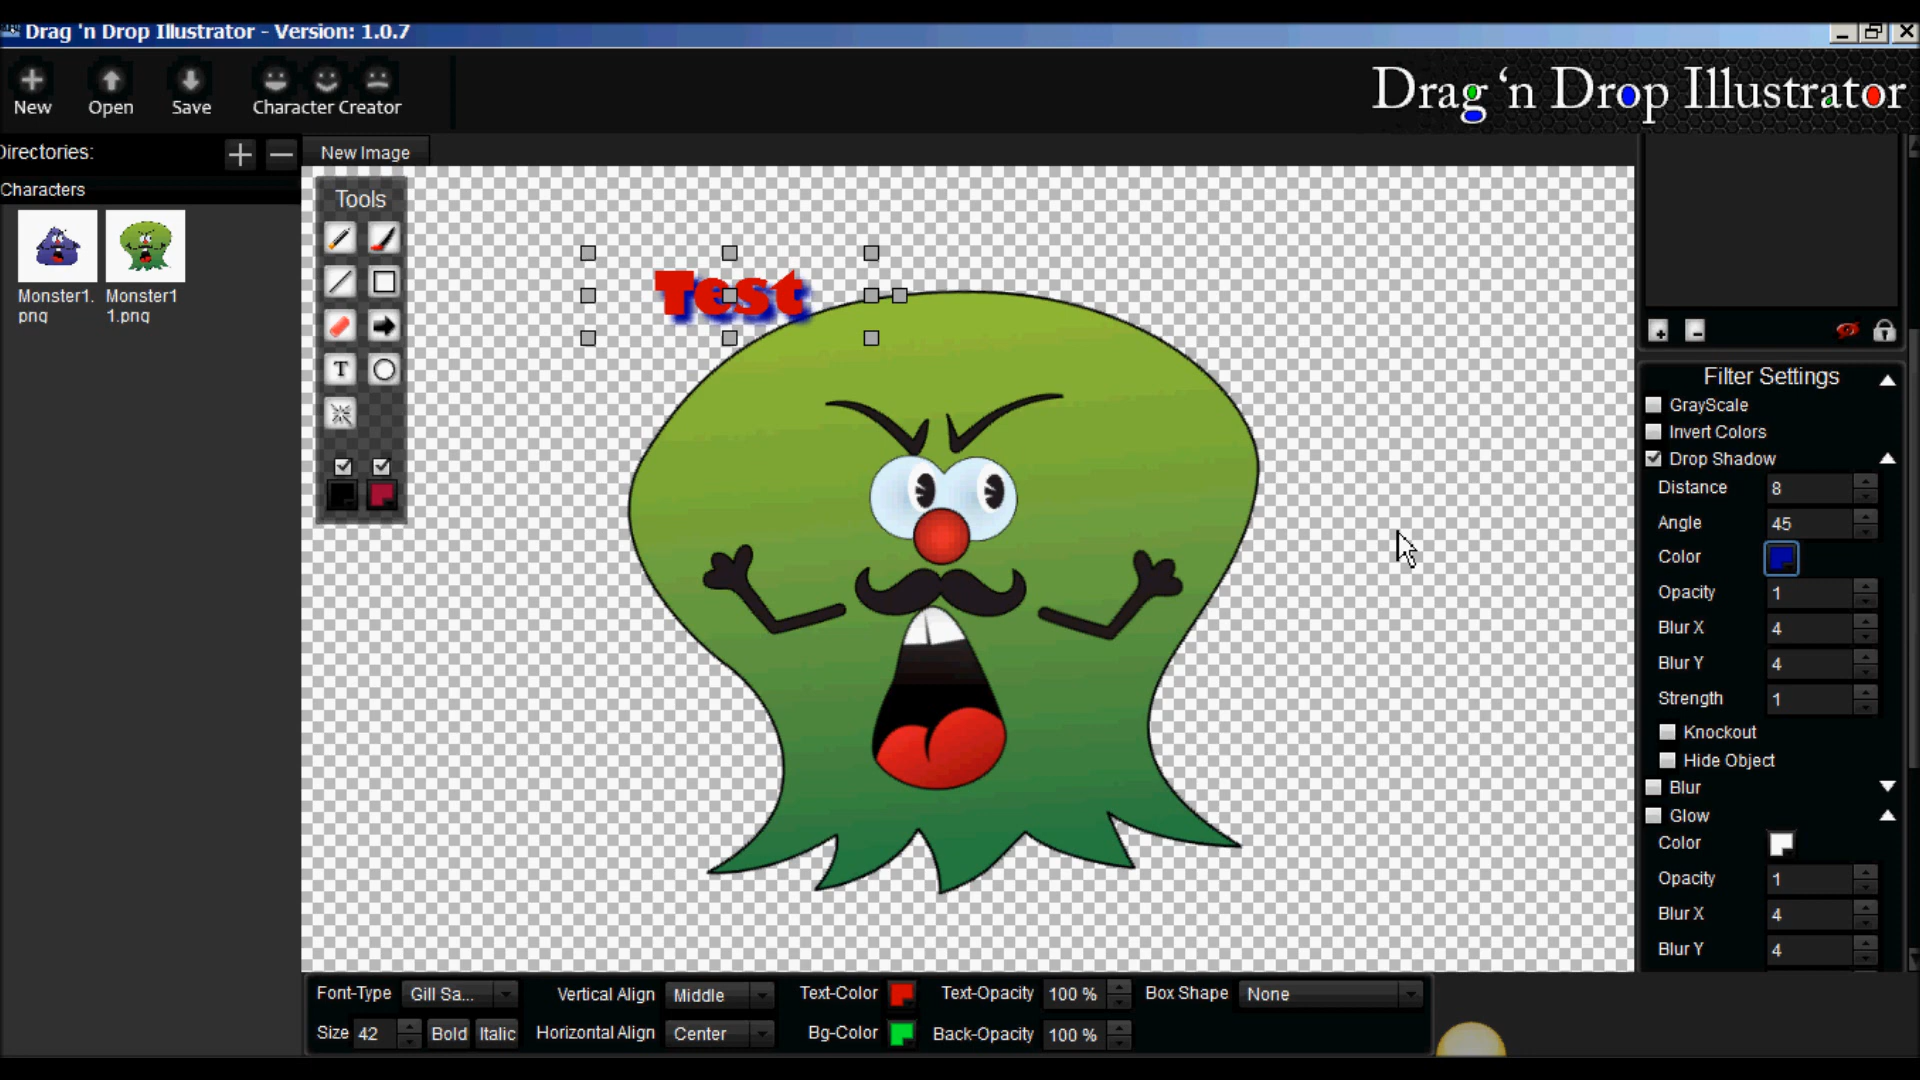 Drag 'n Drop Illustrator - Version: 1.0.7
New
Open
Save
Character Creator
Drag ‘n Drop Illustrator
Directories:
New Image
Characters
Tools
Monster1.
png
Monster1
1.png
Test
T
Filter Settings
GrayScale
Invert Colors
Drop Shadow
Distance 8
Angle 45
Color
Opacity 1
Blur X 4
Blur Y 4
Strength 1
Knockout
Hide Object
Blur
Glow
Color
Opacity 1
Blur X 4
Blur Y 4
Font-Type Gill Sa... Vertical Align Middle Text-Color Text-Opacity 100 % Box Shape None
Size 42 Bold Italic Horizontal Align Center Bg-Color Back-Opacity 100 %